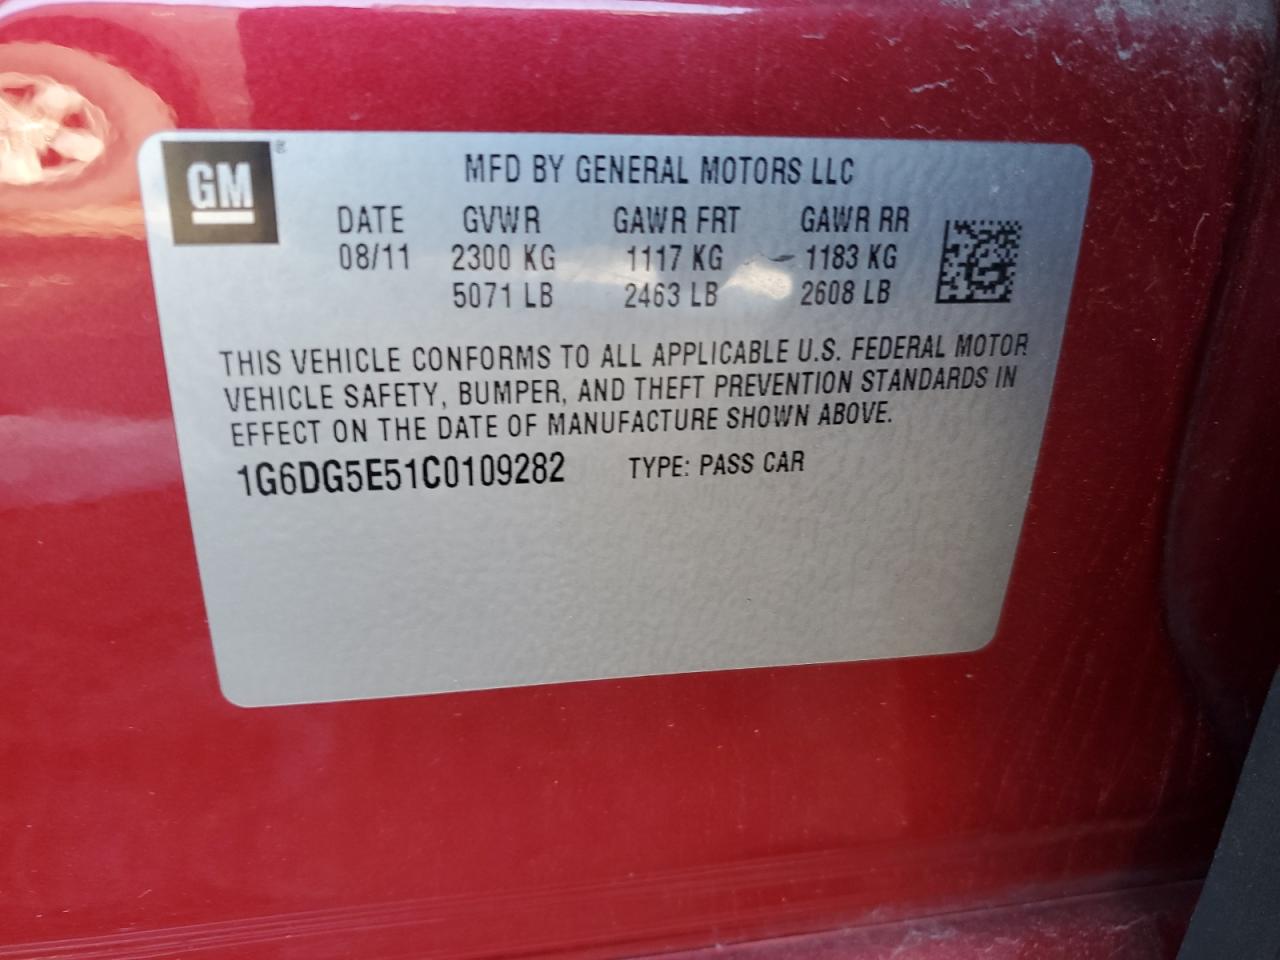 GM ®
MFD BY GENERAL MOTORS LLC
DATE GVWR GAWR FRT GAWR RR
08/11 2300 KG 1117 KG 1183 KG
5071 LB 2463 LB 2608 LB
THIS VEHICLE CONFORMS TO ALL APPLICABLE U.S. FEDERAL MOTOR
VEHICLE SAFETY, BUMPER, AND THEFT PREVENTION STANDARDS IN
EFFECT ON THE DATE OF MANUFACTURE SHOWN ABOVE.
1G6DG5E51C0109282 TYPE: PASS CAR